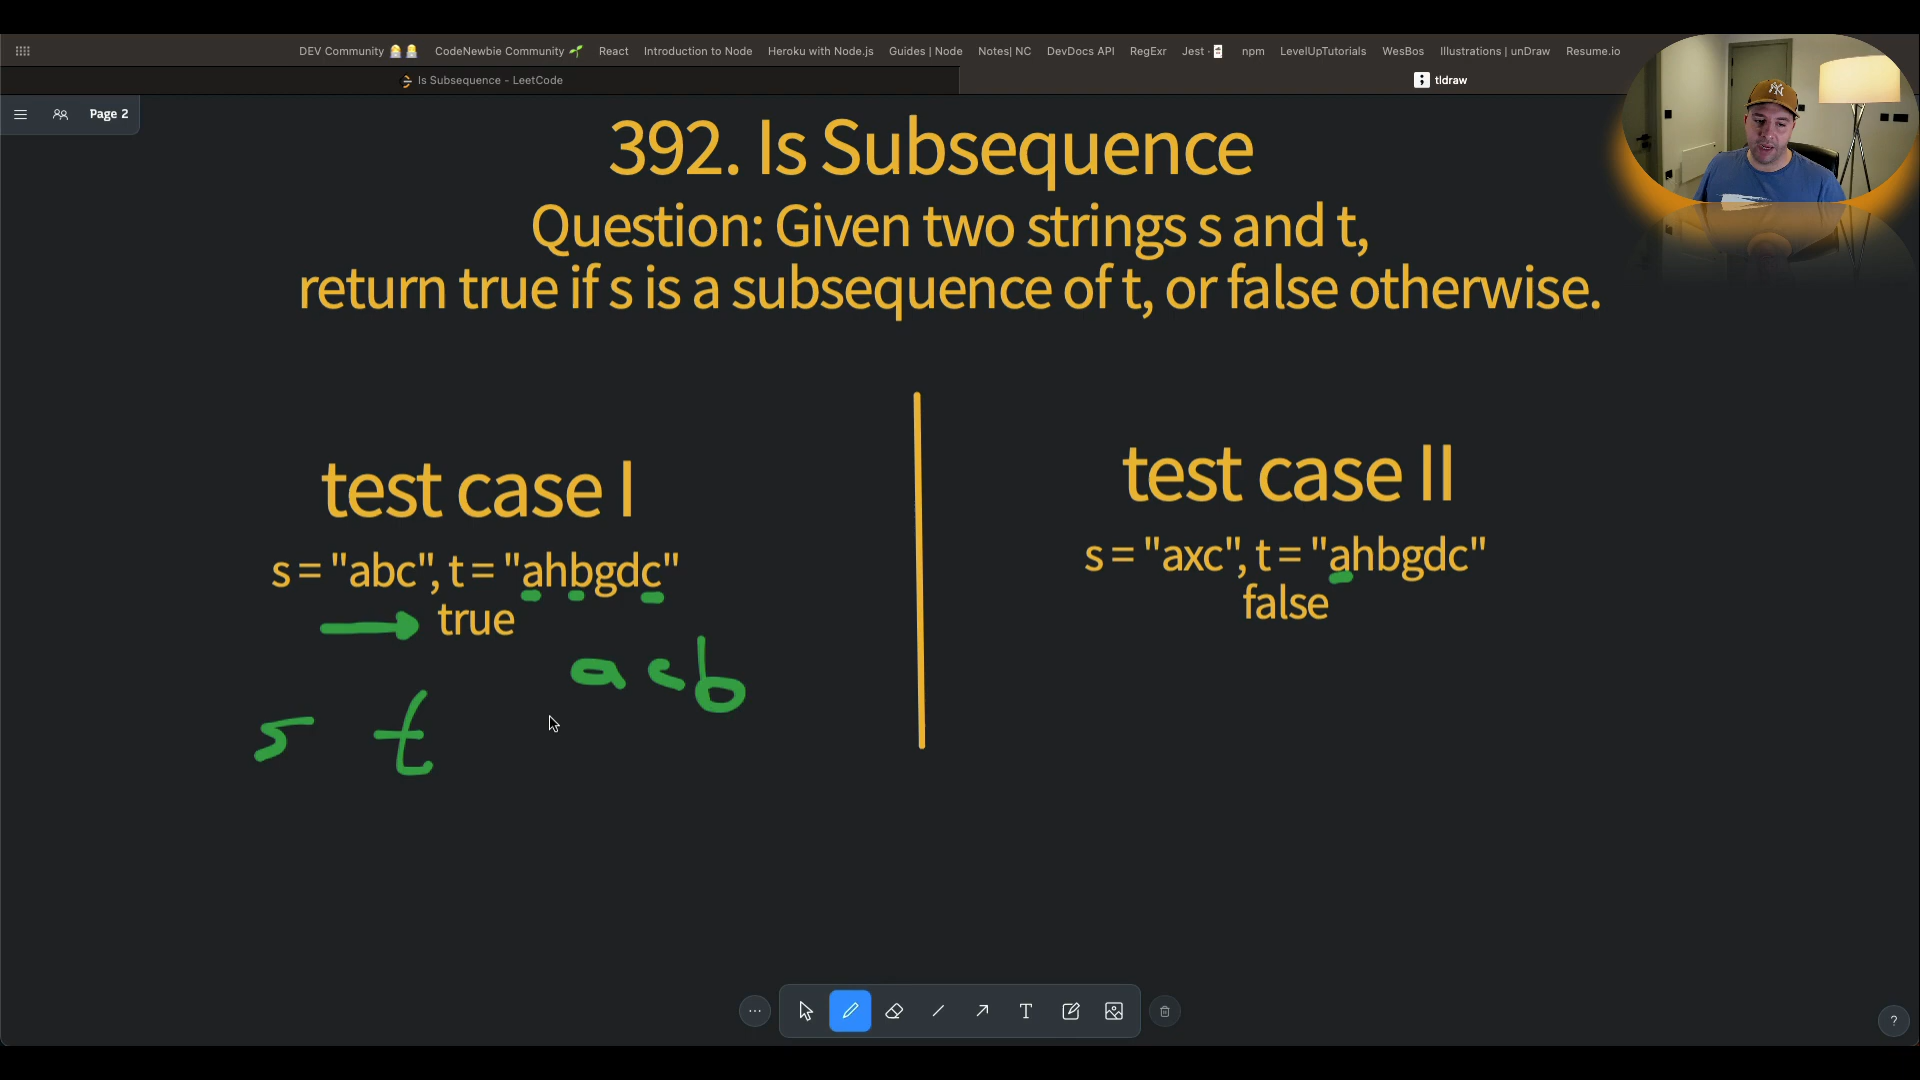 DEV Community 👩‍💻👩‍💻 CodeNewbie Community 🌱 React Introduction to Node Heroku with Node.js Guides | Node Notes| NC DevDocs API RegExr Jest · 🃏 npm LevelUpTutorials WesBos Illustrations | unDraw Resume.io
Is Subsequence - LeetCode
tldraw
Page 2
392. Is Subsequence
Question: Given two strings s and t,
return true if s is a subsequence of t, or false otherwise.
test case I
s = "abc", t = "ahbgdc"
true
a c b
s t
test case II
s = "axc", t = "ahbgdc"
false
T
?